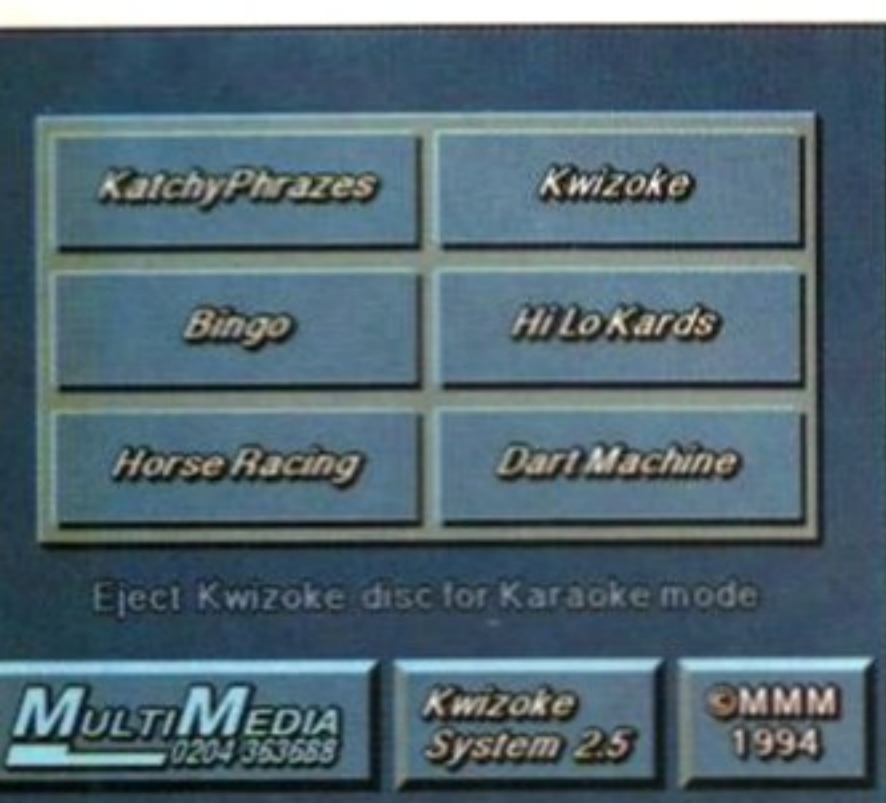 KatchyPhrazes
Kwizoke
Bingo
Hi Lo Kards
Horse Racing
Dart Machine
Eject Kwizoke disc for Karaoke mode
MULTIMEDIA
0204 363688
Kwizoke
System 2.5
©MMM
1994